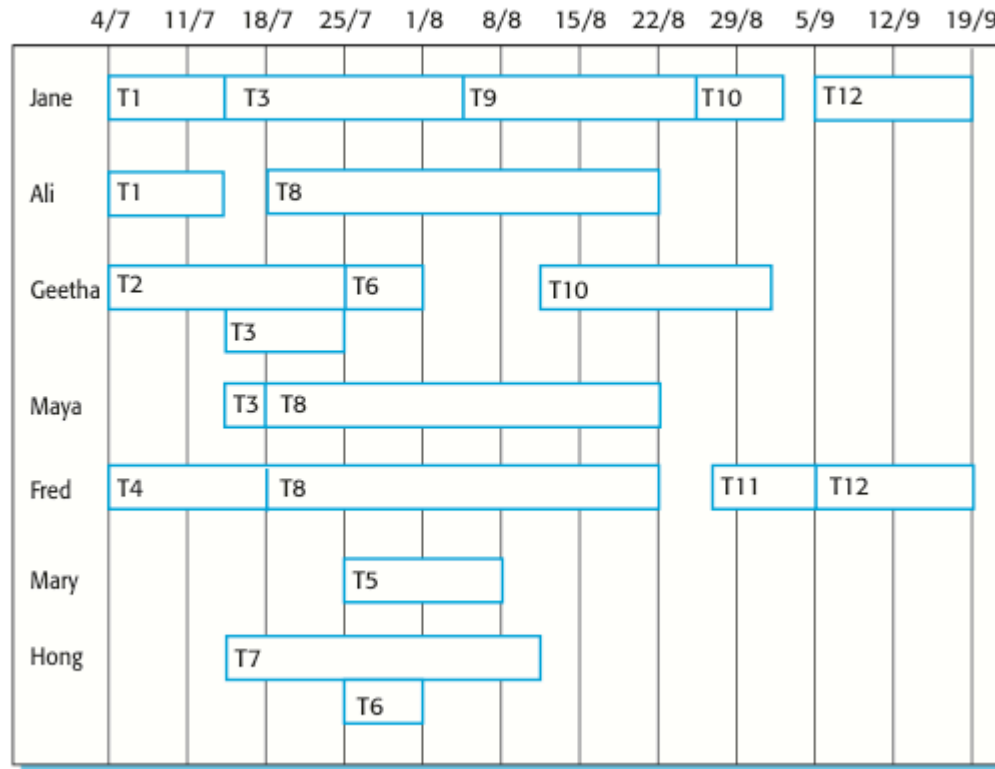 4/7 11/7 18/7 25/7 1/8 8/8 15/8 22/8 29/8 5/9 12/9 19/9
Jane T1 T3 T9 T10 T12
Ali T1 T8
Geetha T2 T6 T10
T3
Maya T3 T8
Fred T4 T8 T11 T12
Mary T5
Hong T7
T6